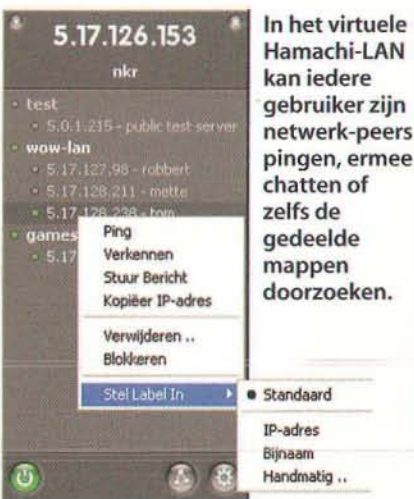 5.17.126.153
nkr
test
5.0.1.215 - public test server
wow-lan
5.17.127.98 - robbert
5.17.128.211 - mette
5.17.128.238 - tom
games
5.17
Ping
Verkennen
Stuur Bericht
Kopiëer IP-adres
Verwijderen ..
Blokkeren
Stel Label In
Standaard
IP-adres
Bijnaam
Handmatig ..
In het virtuele
Hamachi-LAN
kan iedere
gebruiker zijn
netwerk-peers
pingen, ermee
chatten of
zelfs de
gedeelde
mappen
doorzoeken.